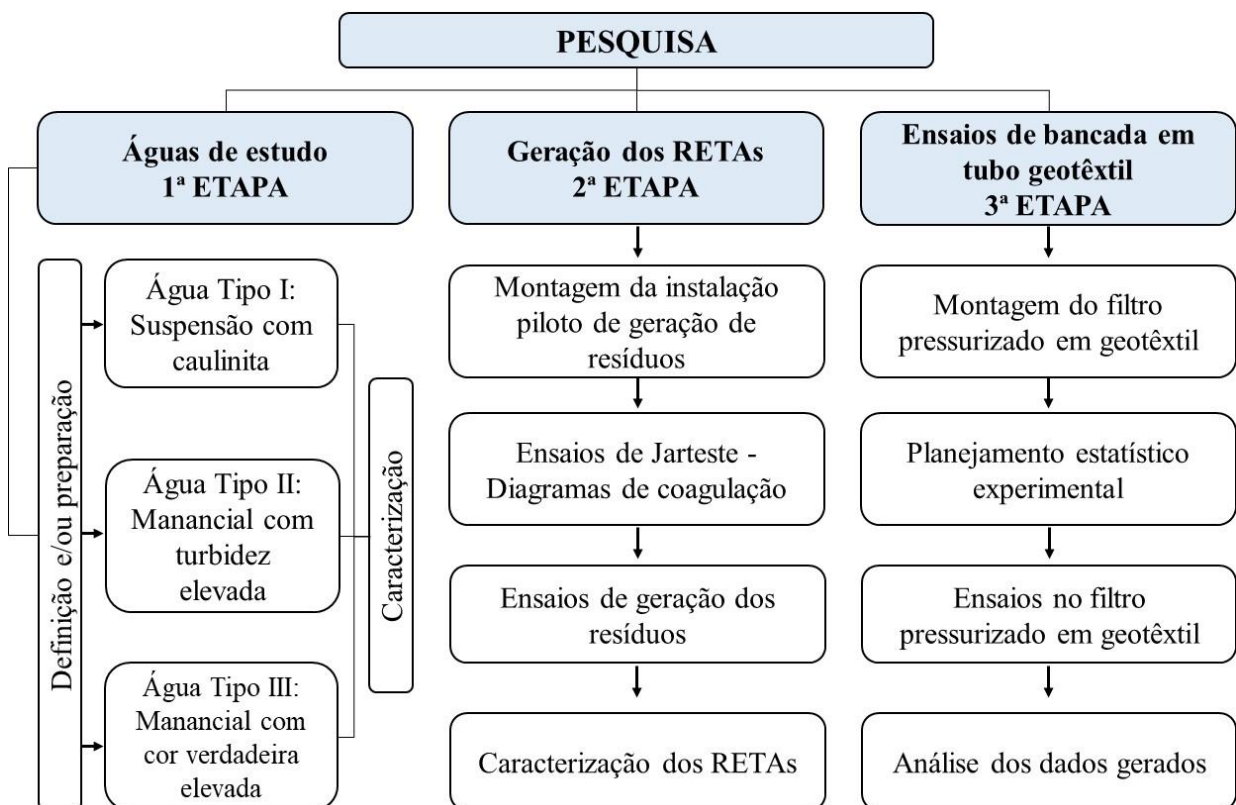 PESQUISA
Águas de estudo
1ª ETAPA
Definição e/ou preparação
Água Tipo I:
Suspensão com
caulinita
Água Tipo II:
Manancial com
turbidez
elevada
Água Tipo III:
Manancial com
cor verdadeira
elevada
Caracterização
Geração dos RETAs
2ª ETAPA
Montagem da instalação
piloto de geração de
resíduos
Ensaios de Jarteste -
Diagramas de coagulação
Ensaios de geração dos
resíduos
Caracterização dos RETAs
Ensaios de bancada em
tubo geotêxtil
3ª ETAPA
Montagem do filtro
pressurizado em geotêxtil
Planejamento estatístico
experimental
Ensaios no filtro
pressurizado em geotêxtil
Análise dos dados gerados